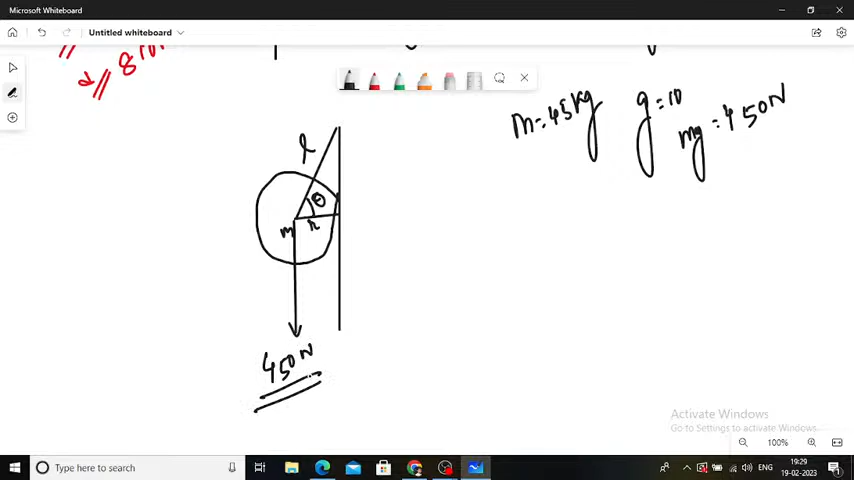 Microsoft Whiteboard
Untitled whiteboard
m=45kg g=10 mg=450N
l
θ
m r
450N
Activate Windows
Go to Settings to activate Windows.
100%
Type here to search
ENG
19:29
19-02-2023